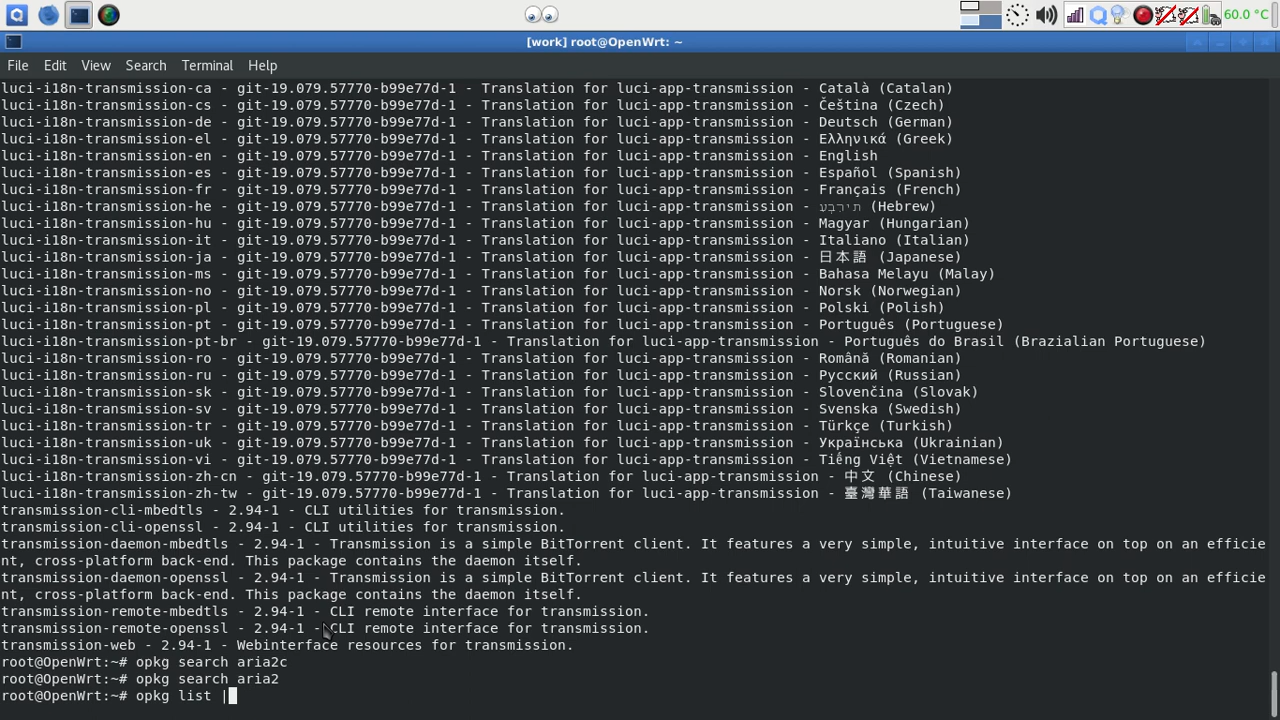 60.0 °C
[work] root@OpenWrt: ~
File Edit View Search Terminal Help
luci-i18n-transmission-ca - git-19.079.57770-b99e77d-1 - Translation for luci-app-transmission - Català (Catalan)
luci-i18n-transmission-cs - git-19.079.57770-b99e77d-1 - Translation for luci-app-transmission - Čeština (Czech)
luci-i18n-transmission-de - git-19.079.57770-b99e77d-1 - Translation for luci-app-transmission - Deutsch (German)
luci-i18n-transmission-el - git-19.079.57770-b99e77d-1 - Translation for luci-app-transmission - Ελληνικά (Greek)
luci-i18n-transmission-en - git-19.079.57770-b99e77d-1 - Translation for luci-app-transmission - English
luci-i18n-transmission-es - git-19.079.57770-b99e77d-1 - Translation for luci-app-transmission - Español (Spanish)
luci-i18n-transmission-fr - git-19.079.57770-b99e77d-1 - Translation for luci-app-transmission - Français (French)
luci-i18n-transmission-he - git-19.079.57770-b99e77d-1 - Translation for luci-app-transmission - עִבְרִית (Hebrew)
luci-i18n-transmission-hu - git-19.079.57770-b99e77d-1 - Translation for luci-app-transmission - Magyar (Hungarian)
luci-i18n-transmission-it - git-19.079.57770-b99e77d-1 - Translation for luci-app-transmission - Italiano (Italian)
luci-i18n-transmission-ja - git-19.079.57770-b99e77d-1 - Translation for luci-app-transmission - 日本語 (Japanese)
luci-i18n-transmission-ms - git-19.079.57770-b99e77d-1 - Translation for luci-app-transmission - Bahasa Melayu (Malay)
luci-i18n-transmission-no - git-19.079.57770-b99e77d-1 - Translation for luci-app-transmission - Norsk (Norwegian)
luci-i18n-transmission-pl - git-19.079.57770-b99e77d-1 - Translation for luci-app-transmission - Polski (Polish)
luci-i18n-transmission-pt - git-19.079.57770-b99e77d-1 - Translation for luci-app-transmission - Português (Portuguese)
luci-i18n-transmission-pt-br - git-19.079.57770-b99e77d-1 - Translation for luci-app-transmission - Português do Brasil (Brazialian Portuguese)
luci-i18n-transmission-ro - git-19.079.57770-b99e77d-1 - Translation for luci-app-transmission - Română (Romanian)
luci-i18n-transmission-ru - git-19.079.57770-b99e77d-1 - Translation for luci-app-transmission - Русский (Russian)
luci-i18n-transmission-sk - git-19.079.57770-b99e77d-1 - Translation for luci-app-transmission - Slovenčina (Slovak)
luci-i18n-transmission-sv - git-19.079.57770-b99e77d-1 - Translation for luci-app-transmission - Svenska (Swedish)
luci-i18n-transmission-tr - git-19.079.57770-b99e77d-1 - Translation for luci-app-transmission - Türkçe (Turkish)
luci-i18n-transmission-uk - git-19.079.57770-b99e77d-1 - Translation for luci-app-transmission - Українська (Ukrainian)
luci-i18n-transmission-vi - git-19.079.57770-b99e77d-1 - Translation for luci-app-transmission - Tiếng Việt (Vietnamese)
luci-i18n-transmission-zh-cn - git-19.079.57770-b99e77d-1 - Translation for luci-app-transmission - 中文 (Chinese)
luci-i18n-transmission-zh-tw - git-19.079.57770-b99e77d-1 - Translation for luci-app-transmission - 臺灣華語 (Taiwanese)
transmission-cli-mbedtls - 2.94-1 - CLI utilities for transmission.
transmission-cli-openssl - 2.94-1 - CLI utilities for transmission.
transmission-daemon-mbedtls - 2.94-1 - Transmission is a simple BitTorrent client. It features a very simple, intuitive interface on top on an efficie
nt, cross-platform back-end. This package contains the daemon itself.
transmission-daemon-openssl - 2.94-1 - Transmission is a simple BitTorrent client. It features a very simple, intuitive interface on top on an efficie
nt, cross-platform back-end. This package contains the daemon itself.
transmission-remote-mbedtls - 2.94-1 - CLI remote interface for transmission.
transmission-remote-openssl - 2.94-1 - CLI remote interface for transmission.
transmission-web - 2.94-1 - Webinterface resources for transmission.
root@OpenWrt:~# opkg search aria2c
root@OpenWrt:~# opkg search aria2
root@OpenWrt:~# opkg list |